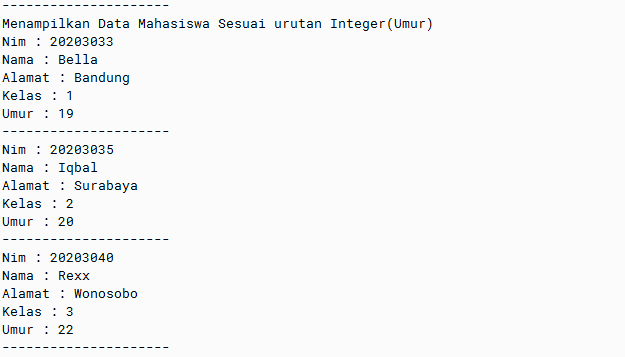 ---------------------
Menampilkan Data Mahasiswa Sesuai urutan Integer(Umur)
Nim : 20203033
Nama : Bella
Alamat : Bandung
Kelas : 1
Umur : 19
---------------------
Nim : 20203035
Nama : Iqbal
Alamat : Surabaya
Kelas : 2
Umur : 20
---------------------
Nim : 20203040
Nama : Rexx
Alamat : Wonosobo
Kelas : 3
Umur : 22
---------------------